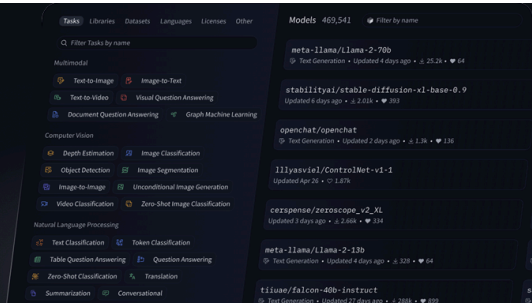 Tasks Libraries Datasets Languages Licenses Other
Filter Tasks by name
Multimodal
Text-to-Image Image-to-Text
Text-to-Video Visual Question Answering
Document Question Answering Graph Machine Learning
Computer Vision
Depth Estimation Image Classification
Object Detection Image Segmentation
Image-to-Image Unconditional Image Generation
Video Classification Zero-Shot Image Classification
Natural Language Processing
Text Classification Token Classification
Table Question Answering Question Answering
Zero-Shot Classification Translation
Summarization Conversational
Models 469,541 Filter by name
meta-llama/Llama-2-70b
Text Generation • Updated 4 days ago • 25.2k • 64
stabilityai/stable-diffusion-xl-base-0.9
Updated 6 days ago • 2.01k • 393
openchat/openchat
Text Generation • Updated 2 days ago • 1.3k • 136
lllyasviel/ControlNet-v1-1
Updated Apr 26 • 1.87k
cerspense/zeroscope_v2_XL
Updated 3 days ago • 2.66k • 334
meta-llama/Llama-2-13b
Text Generation • Updated 4 days ago • 328 • 64
tiiuae/falcon-40b-instruct
Text Generation • Updated 27 days ago • 288k • 899